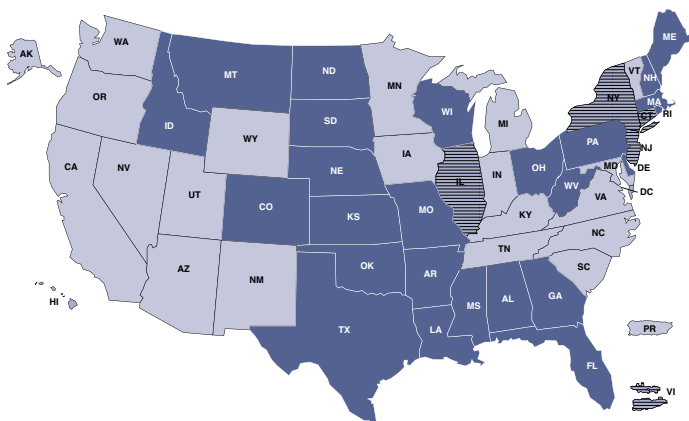 ME
WA
AK
VT
ND
MT
NH
MN
OR
NY
MA
WI
CT
RI
SD
MI
ID
WY
PA
NJ
IA
OH
CA
NV
NE
MD
DE
IN
IL
WV
DC
UT
VA
CO
MO
KY
KS
NC
TN
AZ
OK
SC
NM
AR
GA
MS
AL
HI
TX
LA
PR
FL
VI